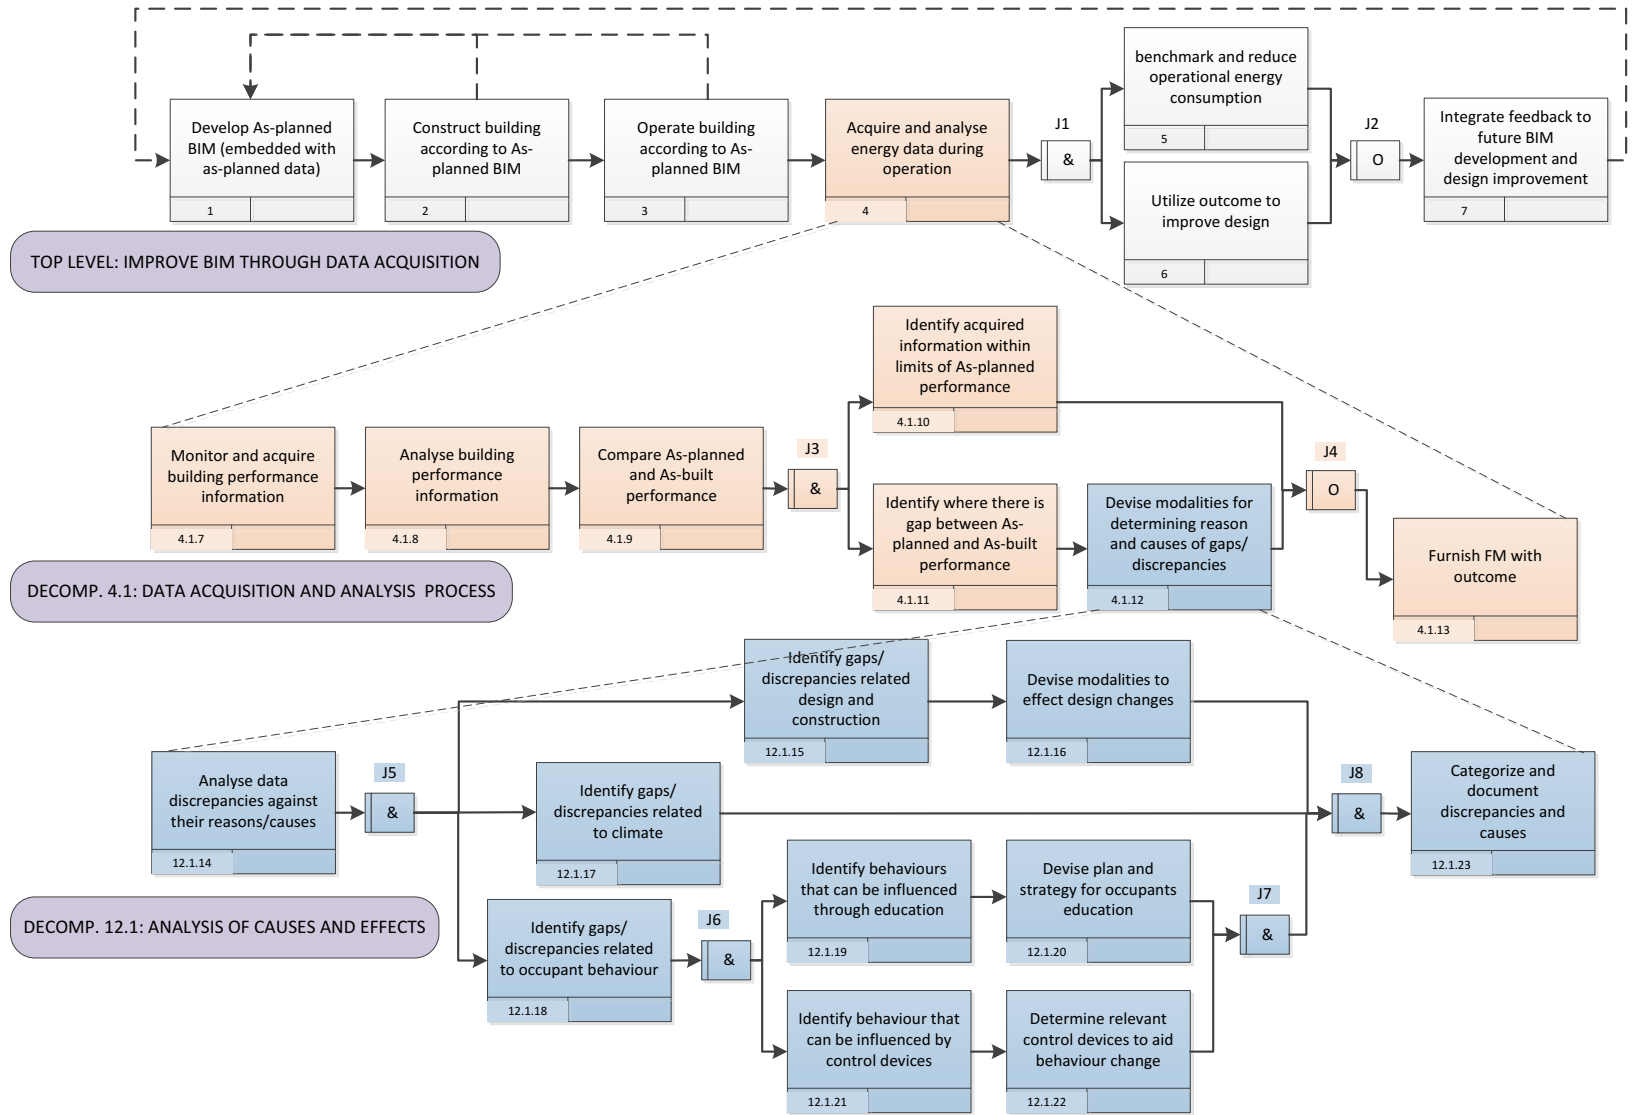 Develop As-planned
BIM (embedded with
as-planned data)
1
Construct building
according to As-
planned BIM
2
Operate building
according to As-
planned BIM
3
Acquire and analyse
energy data during
operation
4
J1
&
benchmark and reduce
operational energy
consumption
5
Utilize outcome to
improve design
6
J2
O
Integrate feedback to
future BIM
development and
design improvement
7
TOP LEVEL: IMPROVE BIM THROUGH DATA ACQUISITION
Monitor and acquire
building performance
information
4.1.7
Analyse building
performance
information
4.1.8
Compare As-planned
and As-built
performance
4.1.9
J3
&
Identify acquired
information within
limits of As-planned
performance
4.1.10
Identify where there is
gap between As-
planned and As-built
performance
4.1.11
Devise modalities for
determining reason
and causes of gaps/
discrepancies
4.1.12
J4
O
Furnish FM with
outcome
4.1.13
DECOMP. 4.1: DATA ACQUISITION AND ANALYSIS PROCESS
Analyse data
discrepancies against
their reasons/causes
12.1.14
J5
&
Identify gaps/
discrepancies related
design and
construction
12.1.15
Devise modalities to
effect design changes
12.1.16
Identify gaps/
discrepancies related
to climate
12.1.17
Identify gaps/
discrepancies related
to occupant behaviour
12.1.18
J6
&
Identify behaviours
that can be influenced
through education
12.1.19
Devise plan and
strategy for occupants
education
12.1.20
Identify behaviour that
can be influenced by
control devices
12.1.21
Determine relevant
control devices to aid
behaviour change
12.1.22
J7
&
J8
&
Categorize and
document
discrepancies and
causes
12.1.23
DECOMP. 12.1: ANALYSIS OF CAUSES AND EFFECTS